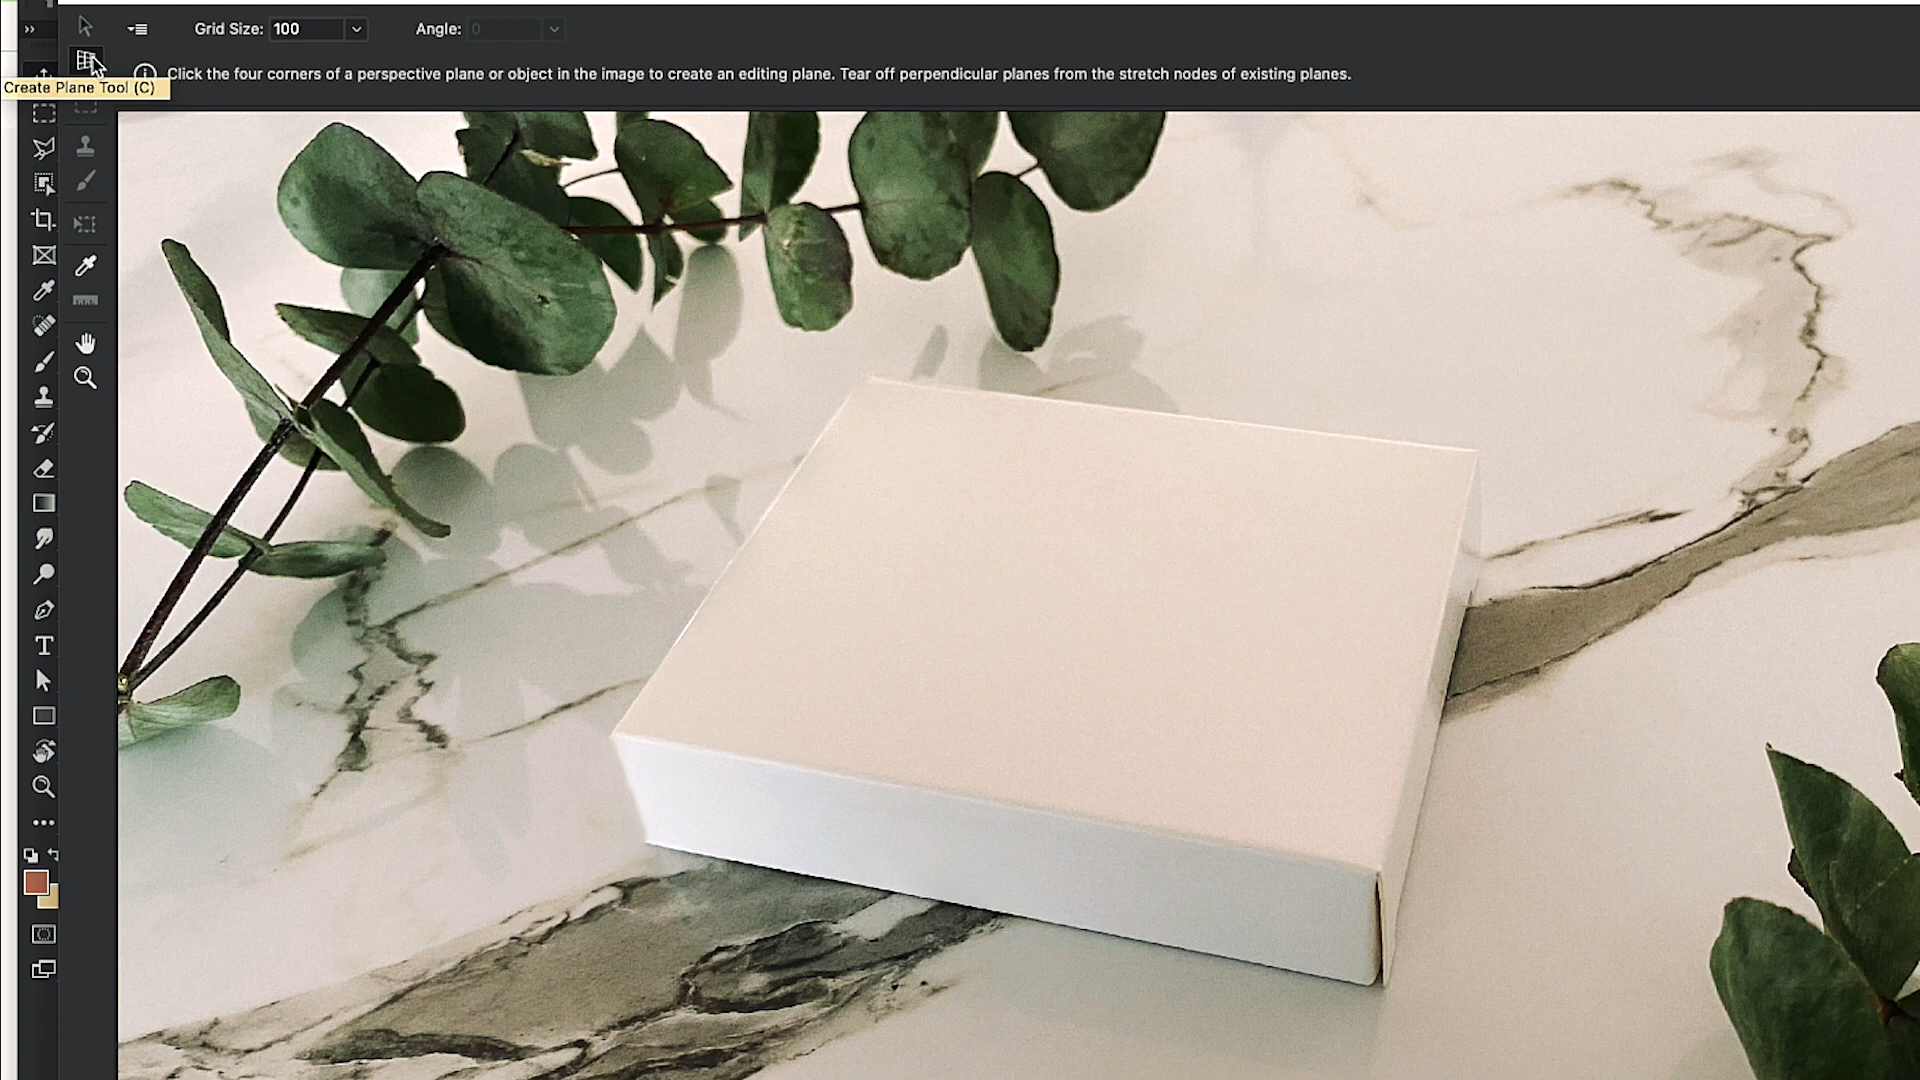 Grid Size: 100 Angle: 0
Click the four corners of a perspective plane or object in the image to create an editing plane. Tear off perpendicular planes from the stretch nodes of existing planes.
Create Plane Tool (C)